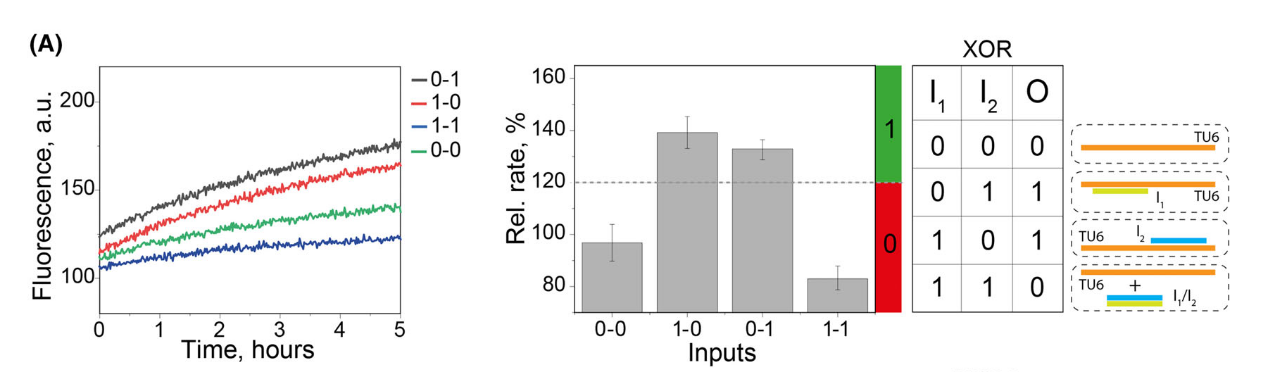 (A)
Fluorescence, a.u.
200
150
100
0 1 2 3 4 5
Time, hours
0-1
1-0
1-1
0-0
Rel. rate, %
160
140
120
100
80
0-0 1-0 0-1 1-1
Inputs
1
0
XOR
I1 I2 O
0 0 0
0 1 1
1 0 1
1 1 0
TU6
I1 TU6
TU6 I2
TU6 + I1/I2